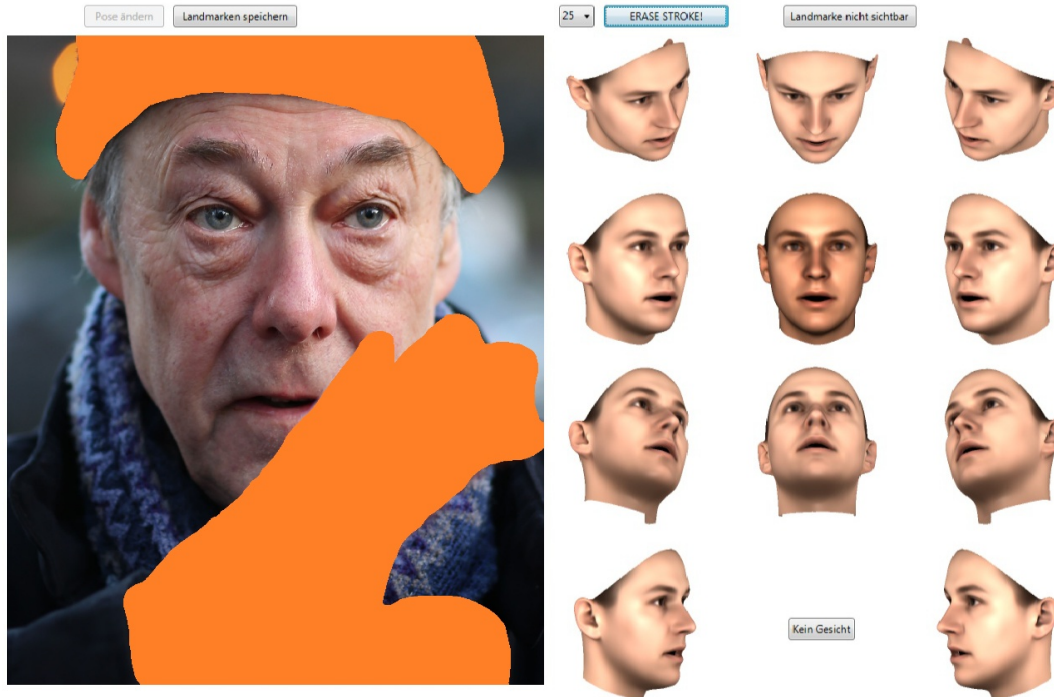 Pose ändern
Landmarken speichern
25
ERASE STROKE!
Landmarke nicht sichtbar
Kein Gesicht